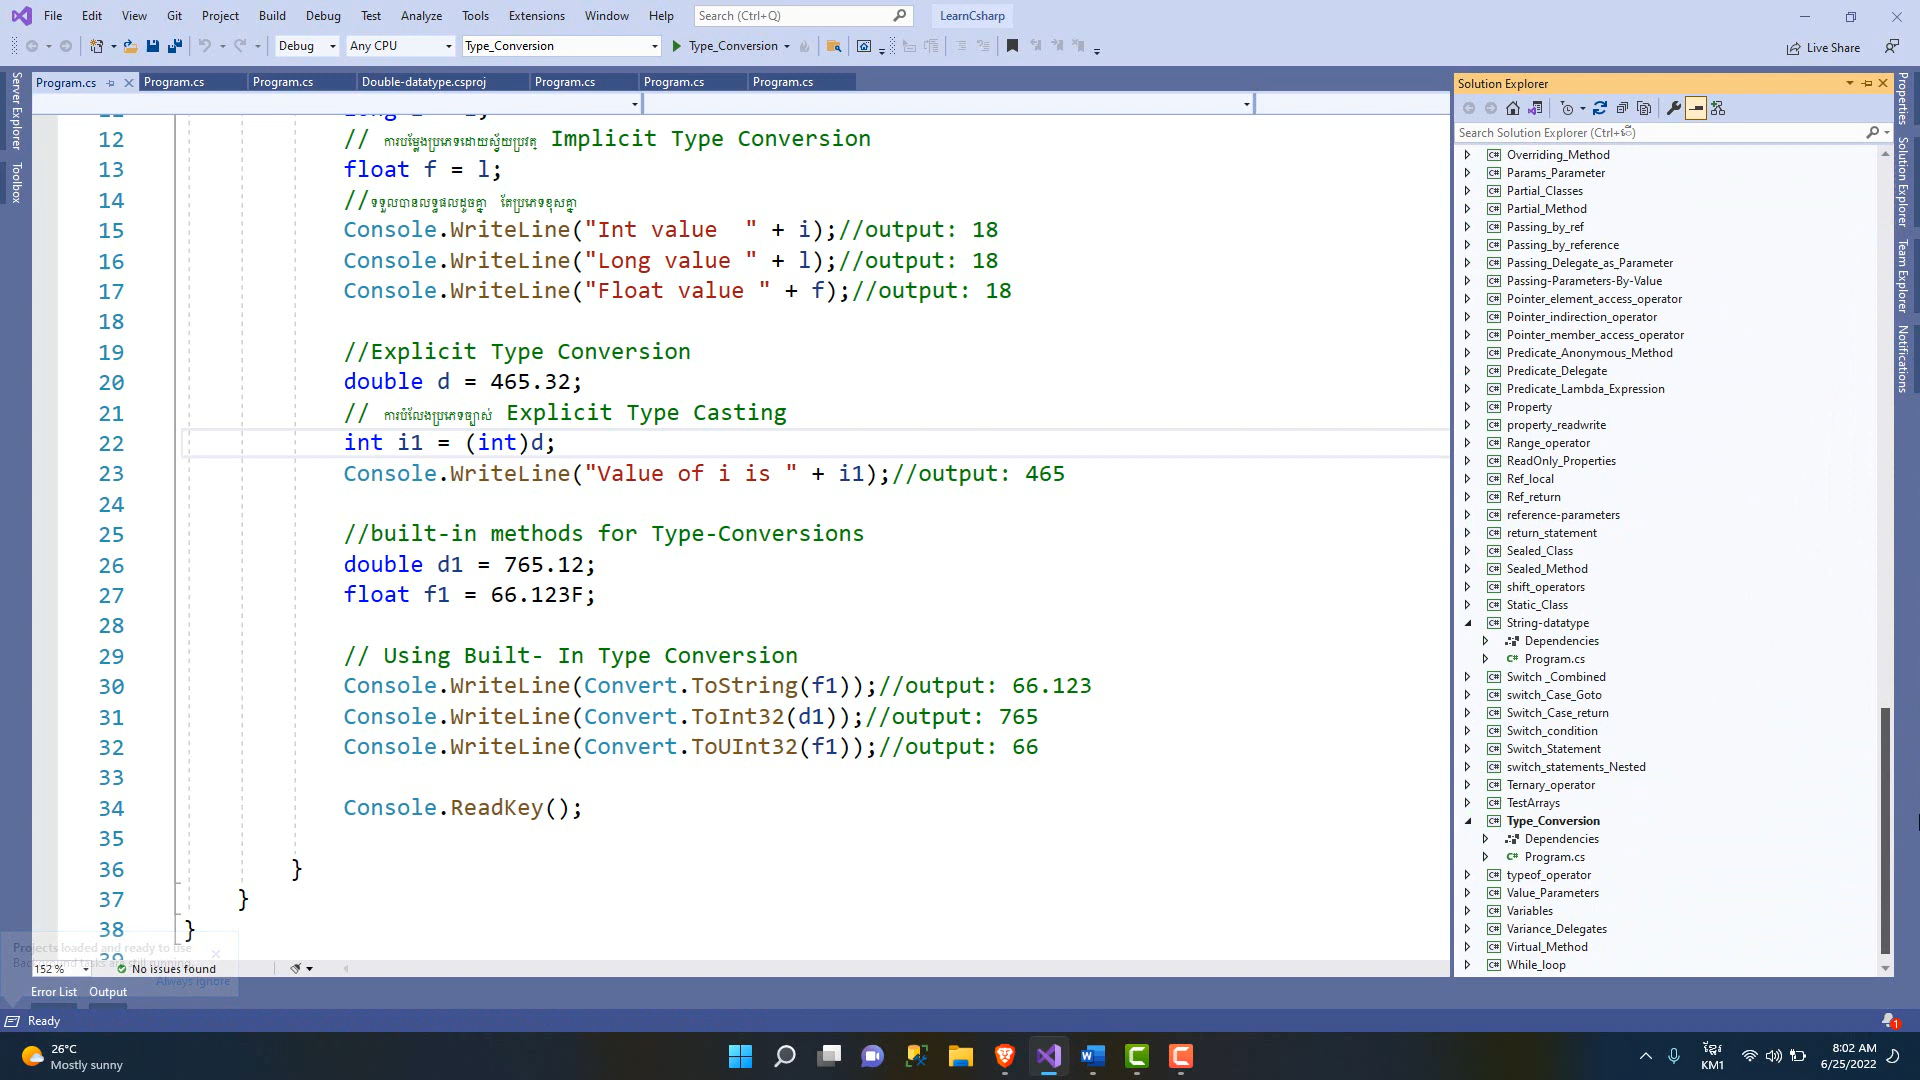 File Edit View Git Project Build Debug Test Analyze Tools Extensions Window Help Search (Ctrl+Q) LearnCsharp
Debug Any CPU Type_Conversion Type_Conversion Live Share
Program.cs Program.cs Program.cs Double-datatype.csproj Program.cs Program.cs Program.cs
Server Explorer
Toolbox
12 // ការបម្លែងប្រភេទដោយស្វ័យប្រវត្ Implicit Type Conversion
13 float f = l;
14 //ទទួលបានលទ្ធផលដូចគ្នា តែប្រភេទខុសគ្នា
15 Console.WriteLine("Int value  " + i);//output: 18
16 Console.WriteLine("Long value " + l);//output: 18
17 Console.WriteLine("Float value " + f);//output: 18
18
19 //Explicit Type Conversion
20 double d = 465.32;
21 // ការបំលែងប្រភេទច្បាស់ Explicit Type Casting
22 int i1 = (int)d;
23 Console.WriteLine("Value of i is " + i1);//output: 465
24
25 //built-in methods for Type-Conversions
26 double d1 = 765.12;
27 float f1 = 66.123F;
28
29 // Using Built- In Type Conversion
30 Console.WriteLine(Convert.ToString(f1));//output: 66.123
31 Console.WriteLine(Convert.ToInt32(d1));//output: 765
32 Console.WriteLine(Convert.ToUInt32(f1));//output: 66
33
34 Console.ReadKey();
35
36 }
37 }
38 }
Projects loaded and ready to use
152 % No issues found
Always Ignore
Error List Output
Ready
Solution Explorer
Search Solution Explorer (Ctrl+
Overriding_Method
Params_Parameter
Partial_Classes
Partial_Method
Passing_by_ref
Passing_by_reference
Passing_Delegate_as_Parameter
Passing-Parameters-By-Value
Pointer_element_access_operator
Pointer_indirection_operator
Pointer_member_access_operator
Predicate_Anonymous_Method
Predicate_Delegate
Predicate_Lambda_Expression
Property
property_readwrite
Range_operator
ReadOnly_Properties
Ref_local
Ref_return
reference-parameters
return_statement
Sealed_Class
Sealed_Method
shift_operators
Static_Class
String-datatype
Dependencies
C# Program.cs
Switch _Combined
switch_Case_Goto
Switch_Case_return
Switch_condition
Switch_Statement
switch_statements_Nested
Ternary_operator
TestArrays
Type_Conversion
Dependencies
C# Program.cs
typeof_operator
Value_Parameters
Variables
Variance_Delegates
Virtual_Method
While_loop
Properties
Solution Explorer
Team Explorer
Notifications
26°C
Mostly sunny
ខ្មែរ
KM1
8:02 AM
6/25/2022